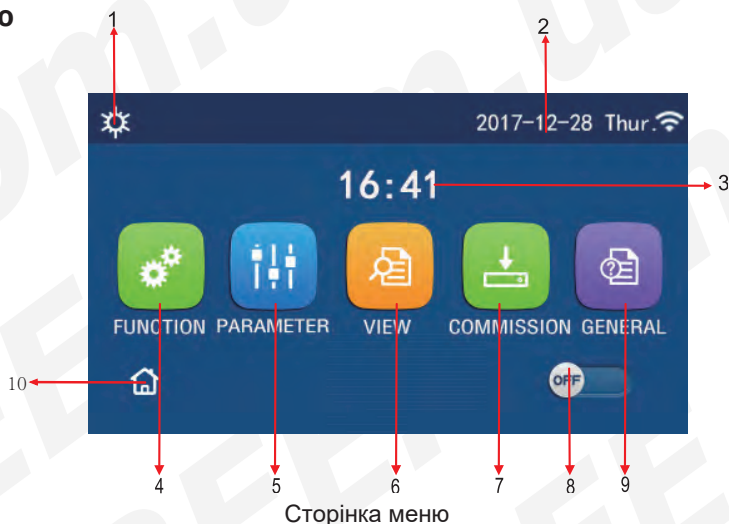 ю
1
2
2017-12-28 Thur.
16:41
3
FUNCTION PARAMETER VIEW COMMISSION GENERAL
10
OFF
4 5 6 7 8 9
Сторінка меню